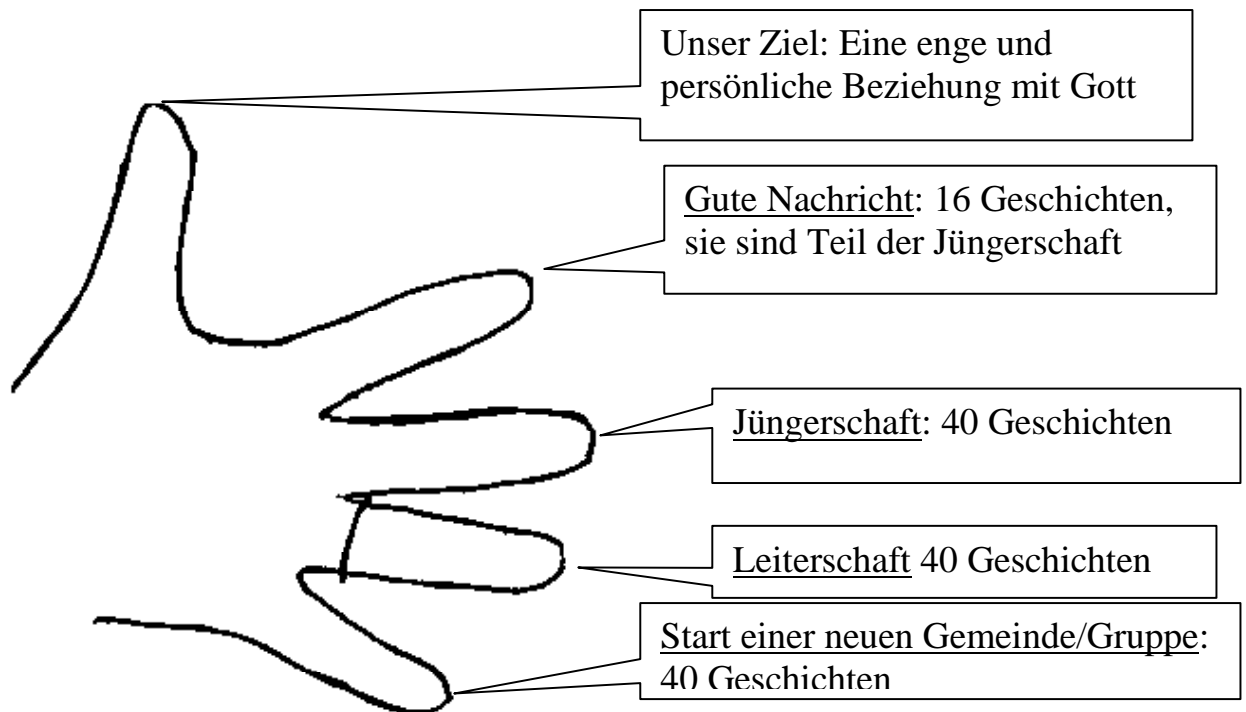 Unser Ziel: Eine enge und
persönliche Beziehung mit Gott
Gute Nachricht: 16 Geschichten,
sie sind Teil der Jüngerschaft
Jüngerschaft: 40 Geschichten
Leiterschaft 40 Geschichten
Start einer neuen Gemeinde/Gruppe:
40 Geschichten